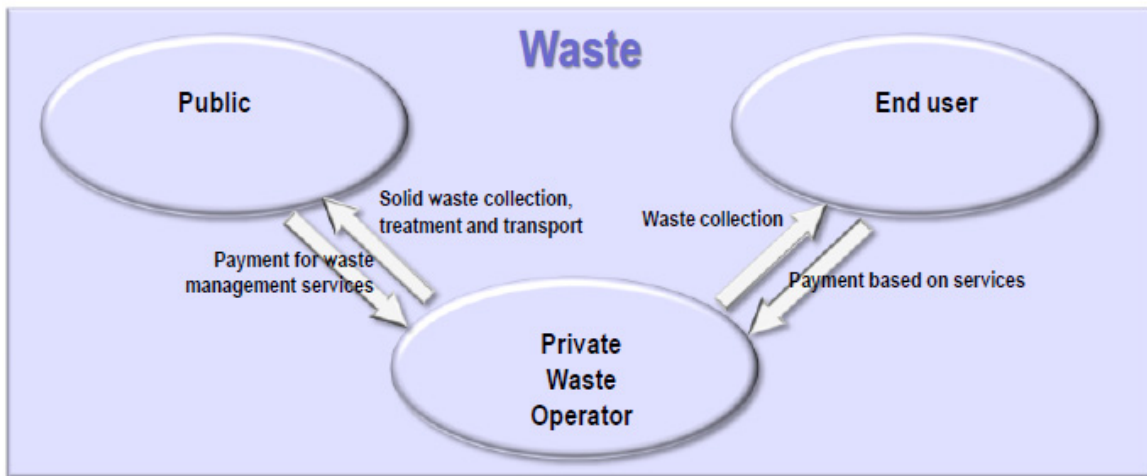 Waste
Public
End user
Solid waste collection,
treatment and transport
Waste collection
Payment for waste
management services
Payment based on services
Private
Waste
Operator